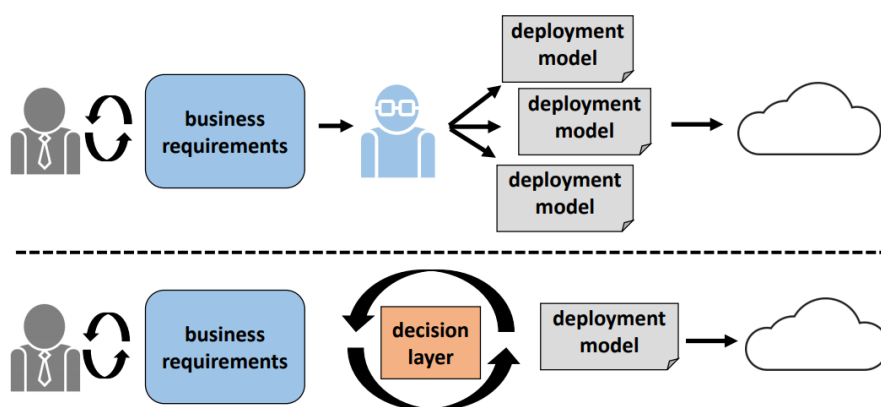 deployment
model
business
requirements
deployment
model
deployment
model
business
requirements
decision
layer
deployment
model